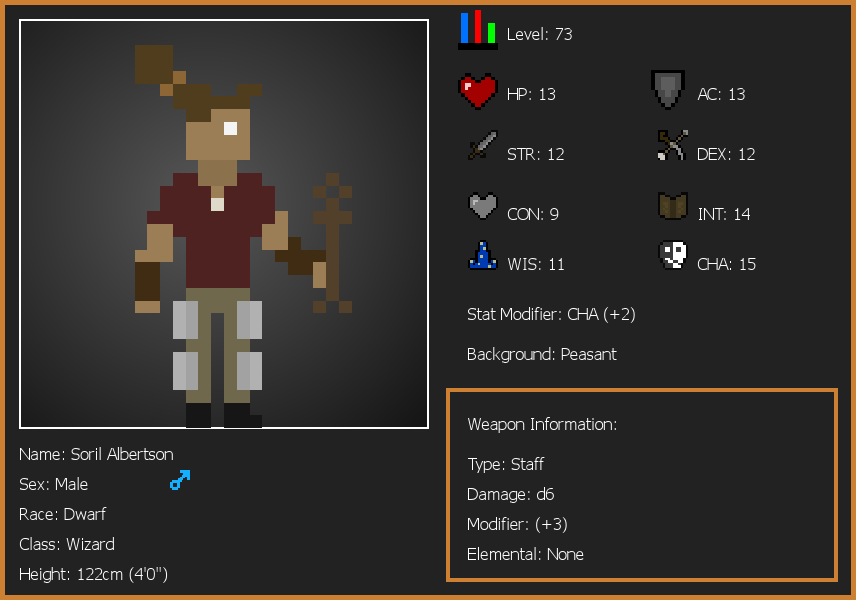 Level: 73
HP: 13
AC: 13
STR: 12
DEX: 12
CON: 9
INT: 14
WIS: 11
CHA: 15
Stat Modifier: CHA (+2)
Background: Peasant
Weapon Information:
Type: Staff
Damage: d6
Modifier: (+3)
Elemental: None
Name: Soril Albertson
Sex: Male
Race: Dwarf
Class: Wizard
Height: 122cm (4'0")